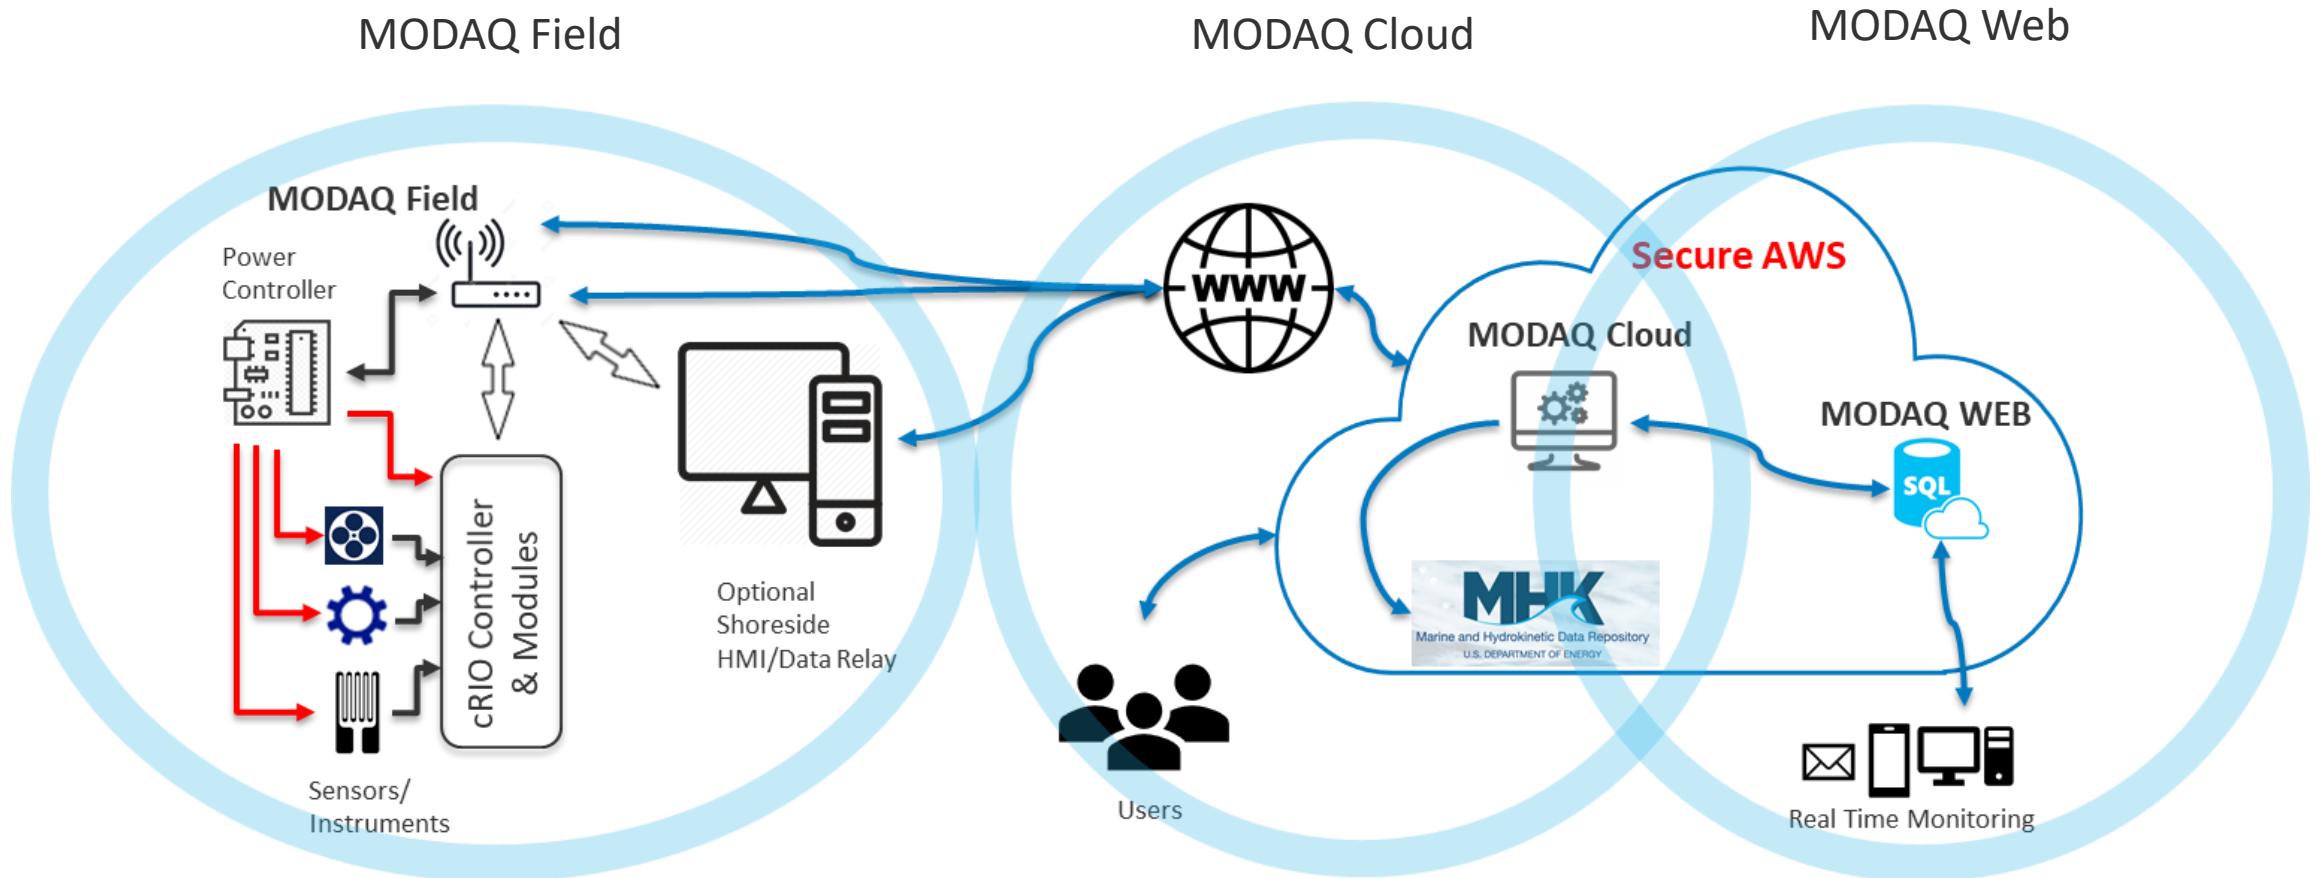 MODAQ Field
MODAQ Cloud
MODAQ Web
MODAQ Field
Power
Controller
cRIO Controller
& Modules
Sensors/
Instruments
Optional
Shoreside
HMI/Data Relay
WWW
Users
Secure AWS
MODAQ Cloud
MHK
Marine and Hydrokinetic Data Repository
U.S. DEPARTMENT OF ENERGY
MODAQ WEB
SQL
Real Time Monitoring